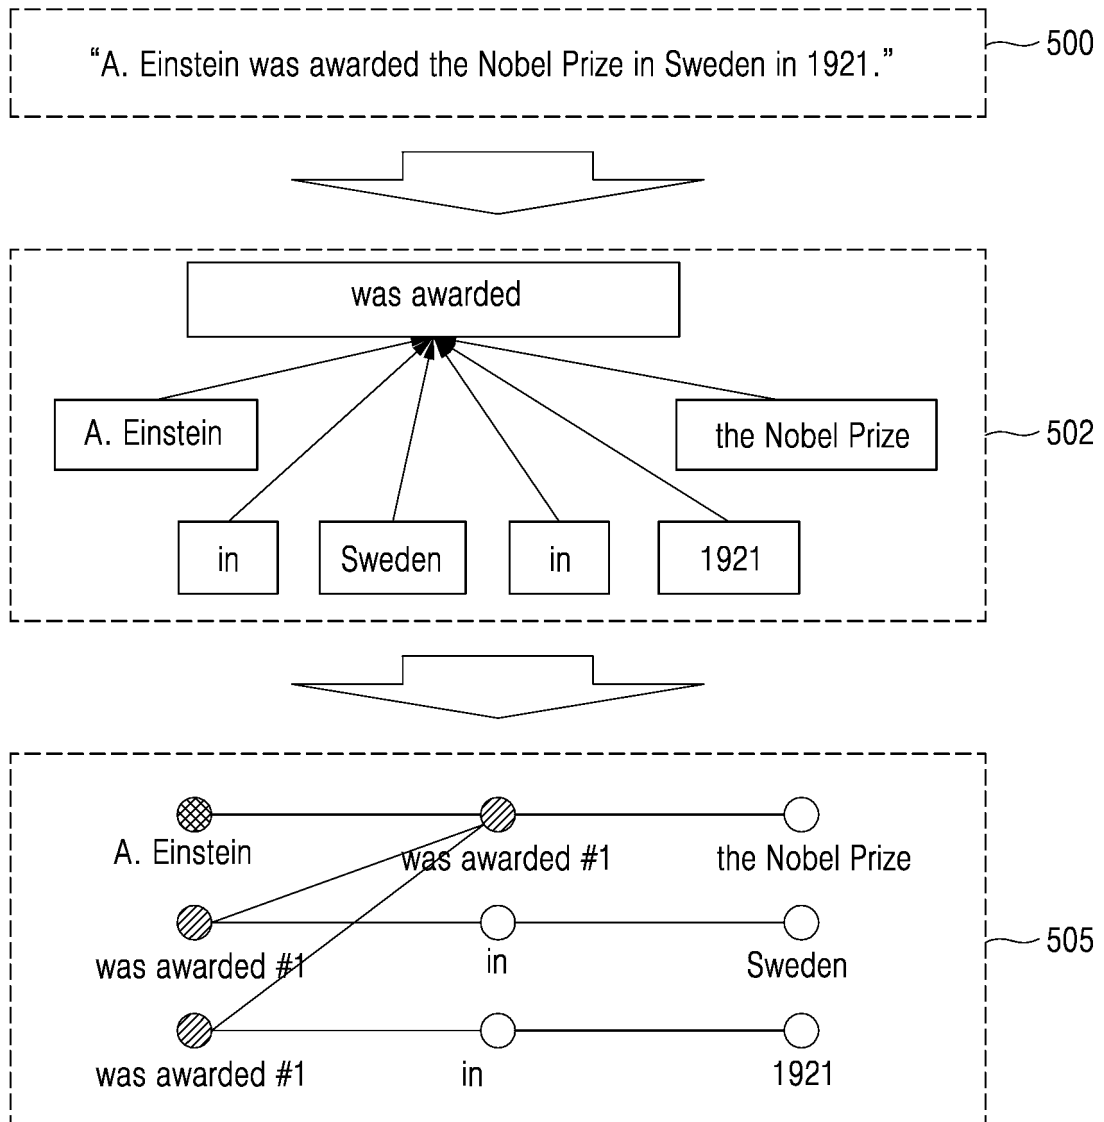 “A. Einstein was awarded the Nobel Prize in Sweden in 1921.”
500
was awarded
A. Einstein
the Nobel Prize
502
in
Sweden
in
1921
A. Einstein
was awarded #1
the Nobel Prize
was awarded #1
in
Sweden
505
was awarded #1
in
1921